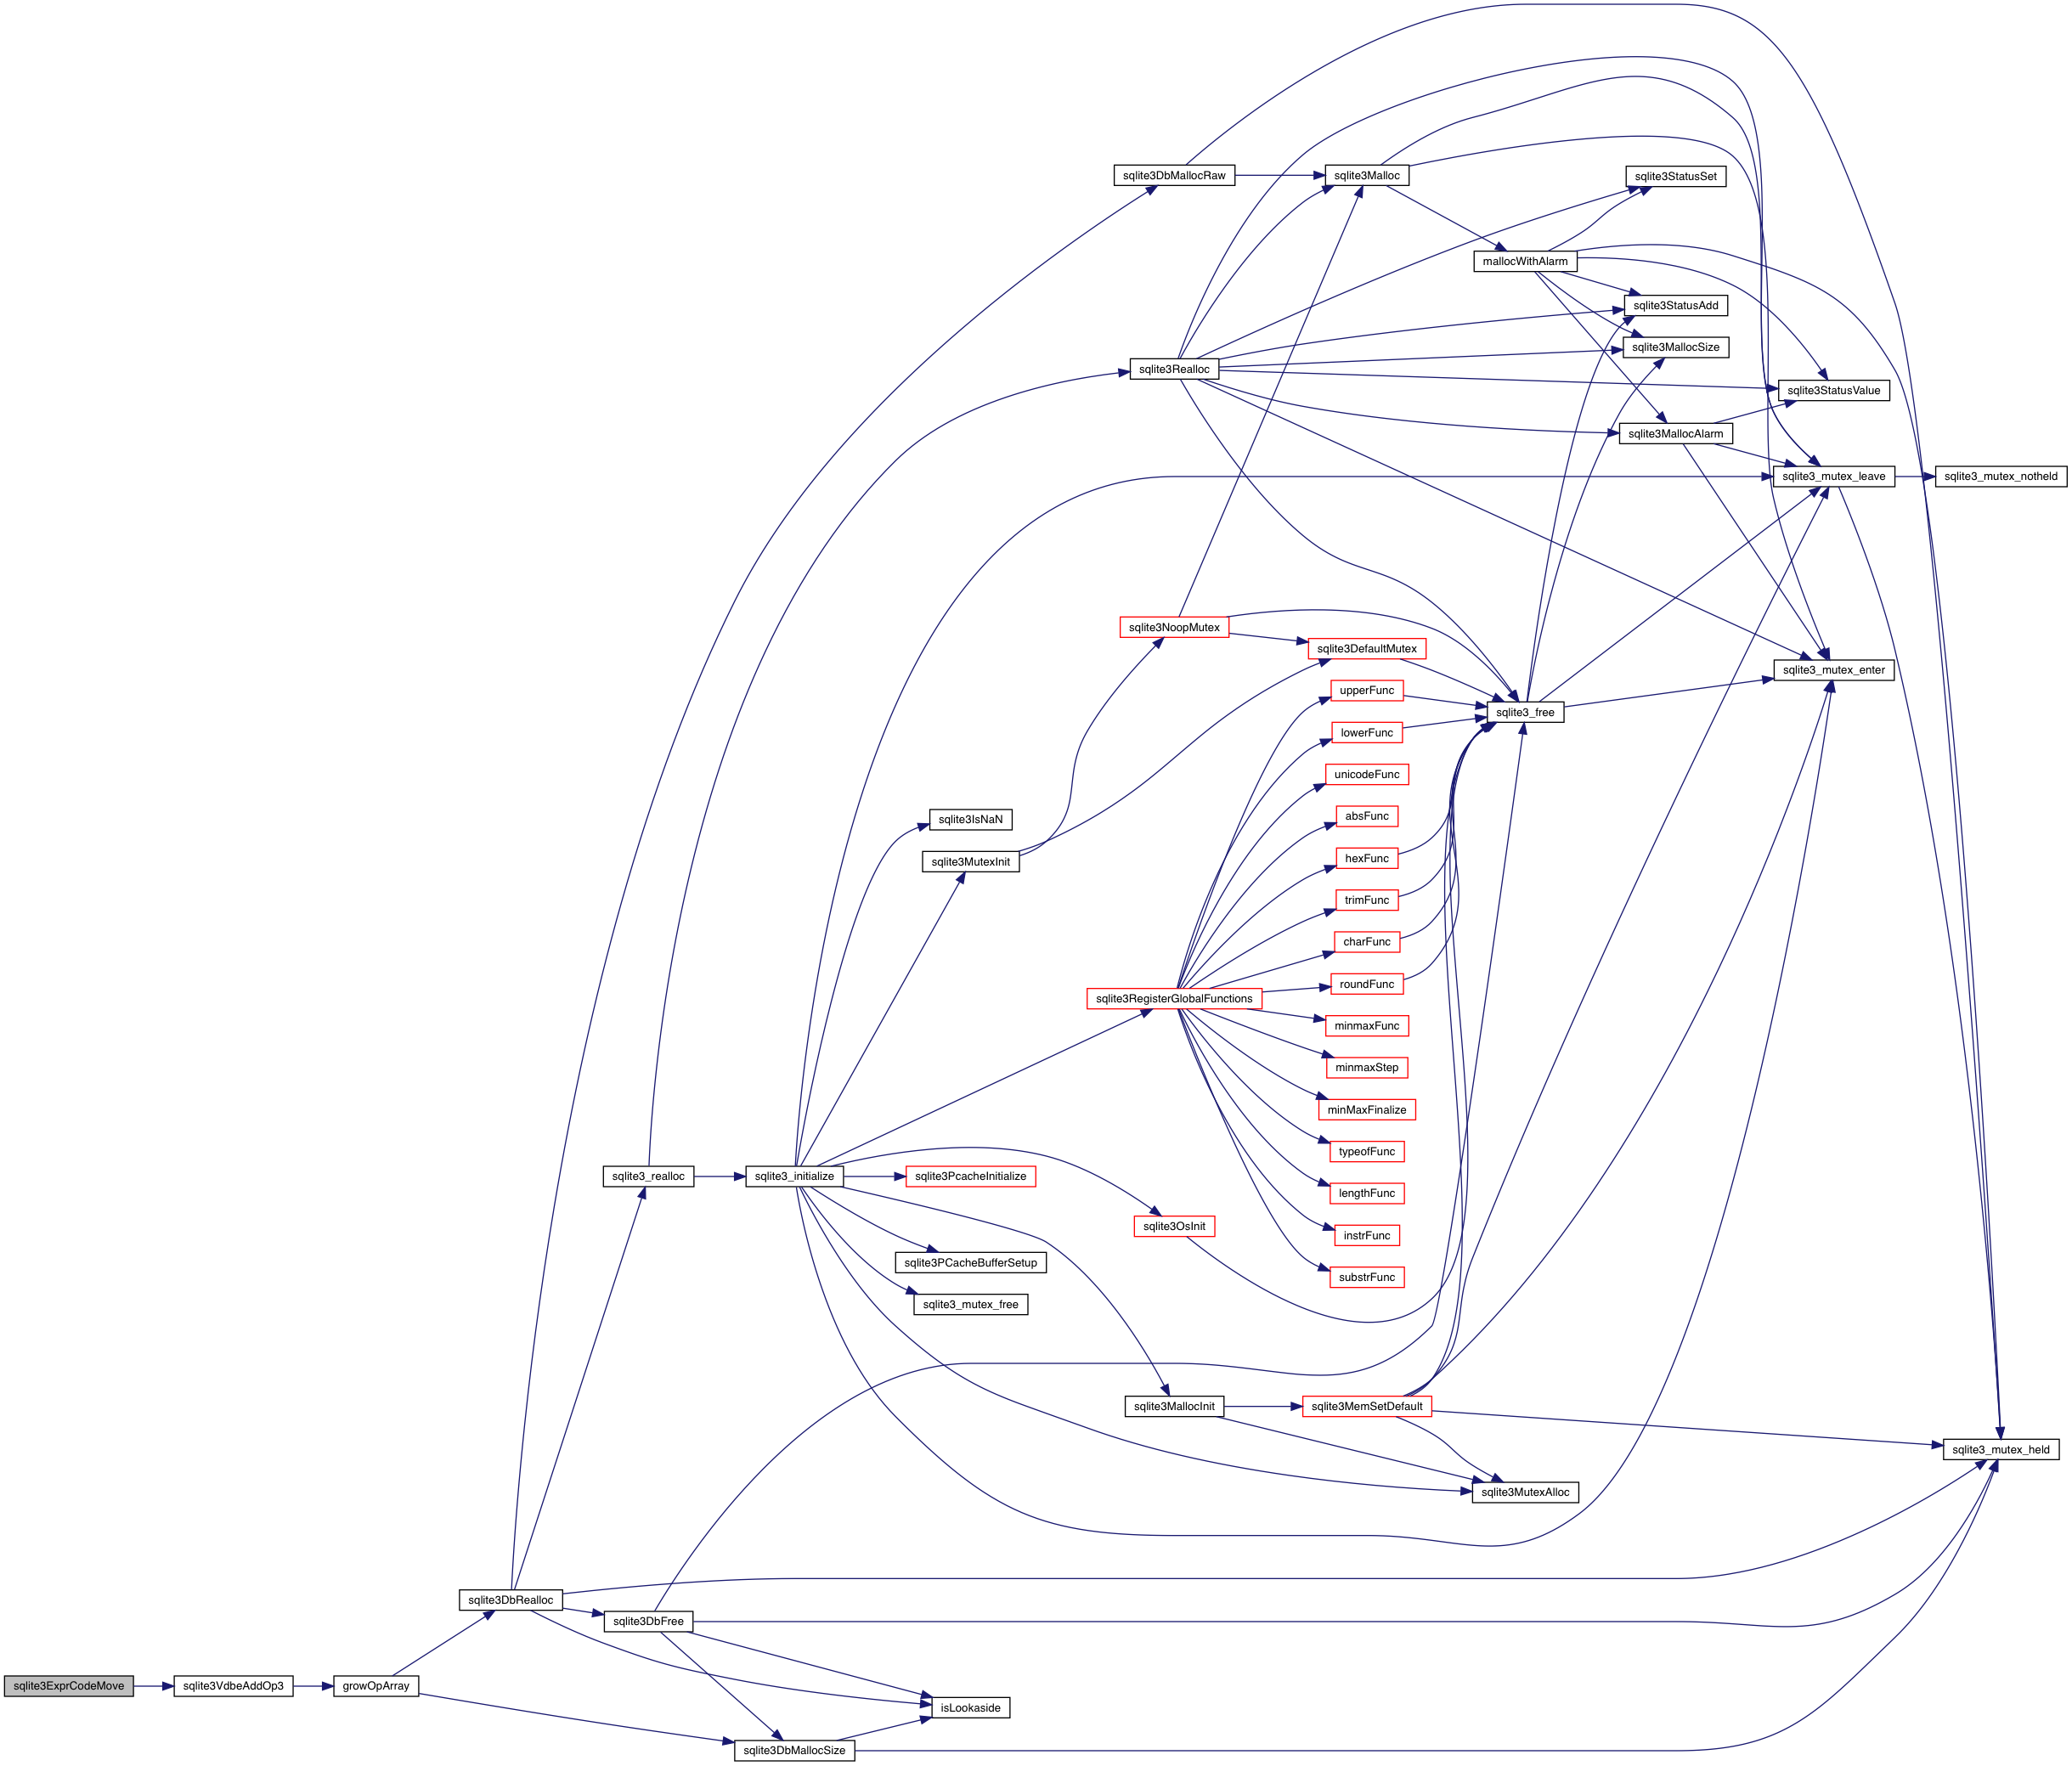 sqlite3DbMallocRaw
sqlite3Malloc
sqlite3StatusSet
mallocWithAlarm
sqlite3StatusAdd
sqlite3MallocSize
sqlite3Realloc
sqlite3StatusValue
sqlite3MallocAlarm
sqlite3_mutex_leave
sqlite3_mutex_notheld
sqlite3NoopMutex
sqlite3DefaultMutex
sqlite3_mutex_enter
upperFunc
sqlite3_free
lowerFunc
unicodeFunc
sqlite3IsNaN
absFunc
sqlite3MutexInit
hexFunc
trimFunc
charFunc
roundFunc
sqlite3RegisterGlobalFunctions
minmaxFunc
minmaxStep
minMaxFinalize
typeofFunc
sqlite3_realloc
sqlite3_initialize
sqlite3PcacheInitialize
lengthFunc
sqlite3OsInit
instrFunc
sqlite3PCacheBufferSetup
substrFunc
sqlite3_mutex_free
sqlite3MallocInit
sqlite3MemSetDefault
sqlite3_mutex_held
sqlite3MutexAlloc
sqlite3DbRealloc
sqlite3DbFree
sqlite3ExprCodeMove
sqlite3VdbeAddOp3
growOpArray
isLookaside
sqlite3DbMallocSize